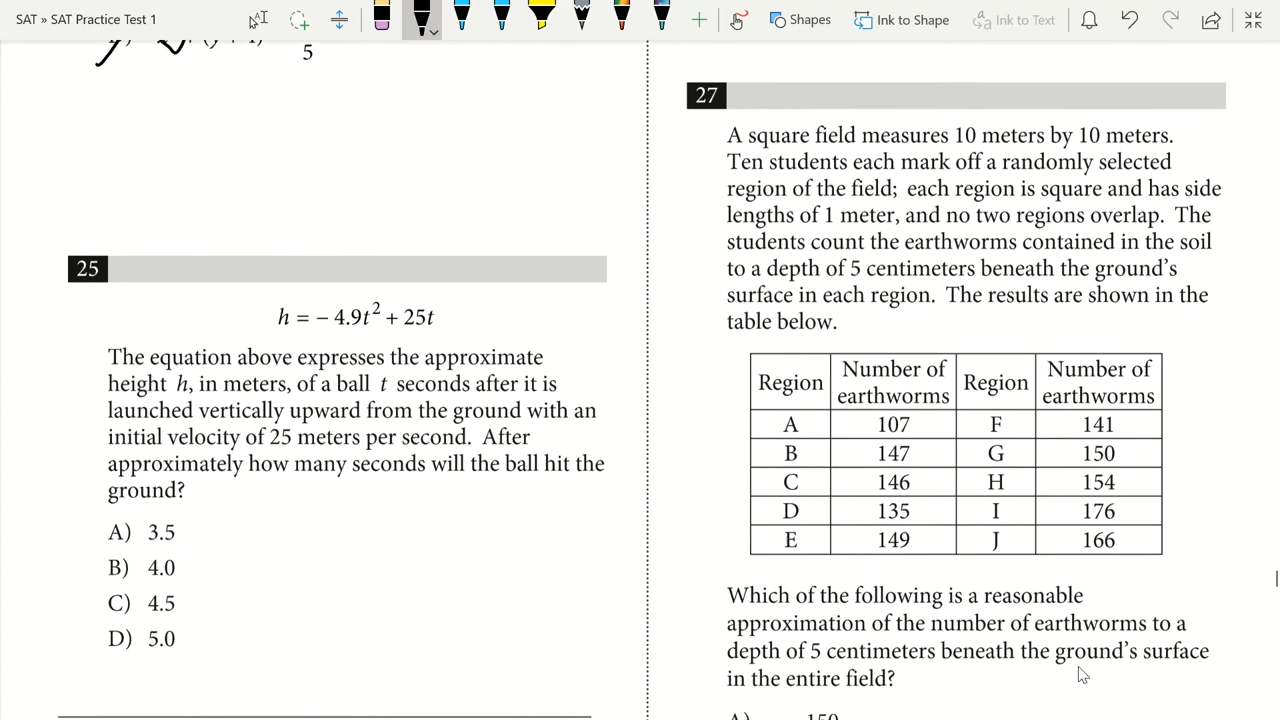 SAT » SAT Practice Test 1
Shapes
Ink to Shape
Ink to Text
5
25
h = − 4.9t² + 25t
The equation above expresses the approximate
height h, in meters, of a ball t seconds after it is
launched vertically upward from the ground with an
initial velocity of 25 meters per second. After
approximately how many seconds will the ball hit the
ground?
A) 3.5
B) 4.0
C) 4.5
D) 5.0
27
A square field measures 10 meters by 10 meters.
Ten students each mark off a randomly selected
region of the field; each region is square and has side
lengths of 1 meter, and no two regions overlap. The
students count the earthworms contained in the soil
to a depth of 5 centimeters beneath the ground's
surface in each region. The results are shown in the
table below.
Region Number of earthworms Region Number of earthworms
A 107 F 141
B 147 G 150
C 146 H 154
D 135 I 176
E 149 J 166
Which of the following is a reasonable
approximation of the number of earthworms to a
depth of 5 centimeters beneath the ground's surface
in the entire field?
A) 150